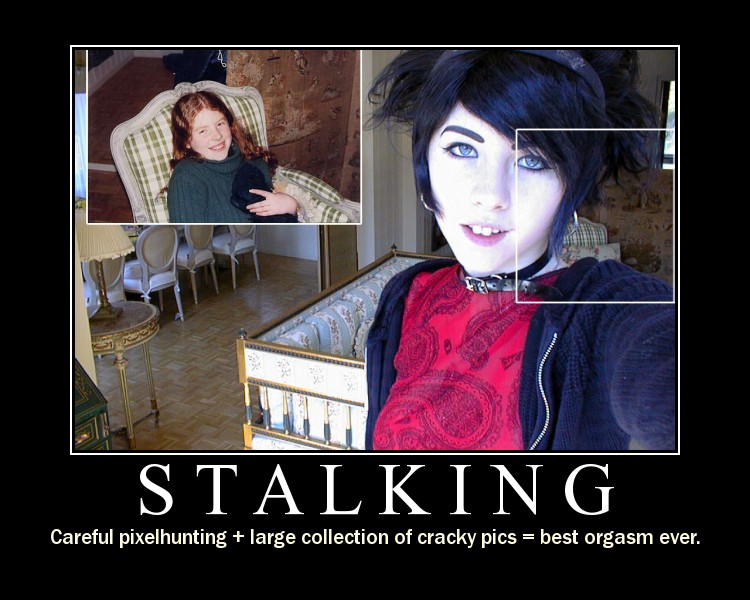 STALKING
Careful pixelhunting + large collection of cracky pics = best orgasm ever.